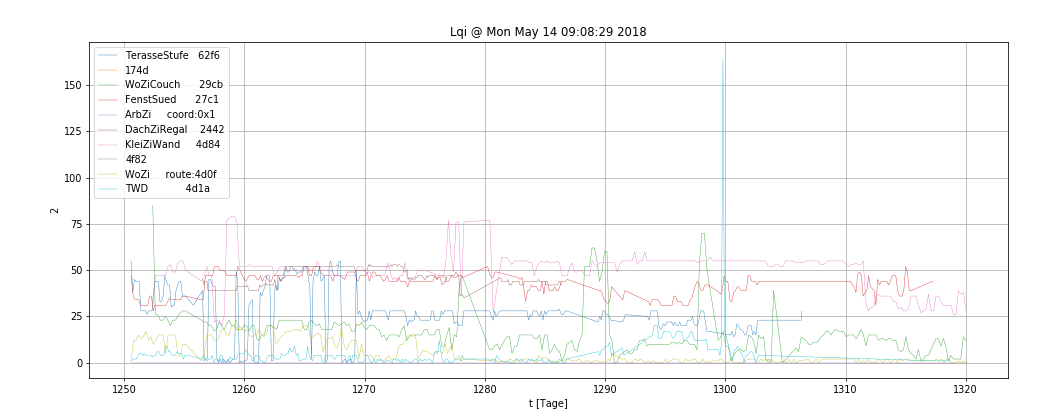 Lqi @ Mon May 14 09:08:29 2018
TerasseStufe 62f6
174d
WoZiCouch 29cb
FenstSued 27c1
ArbZi coord:0x1
DachZiRegal 2442
KleiZiWand 4d84
4f82
WoZi route:4d0f
TWD 4d1a
150
125
100
75
50
25
0
2
1250 1260 1270 1280 1290 1300 1310 1320
t [Tage]